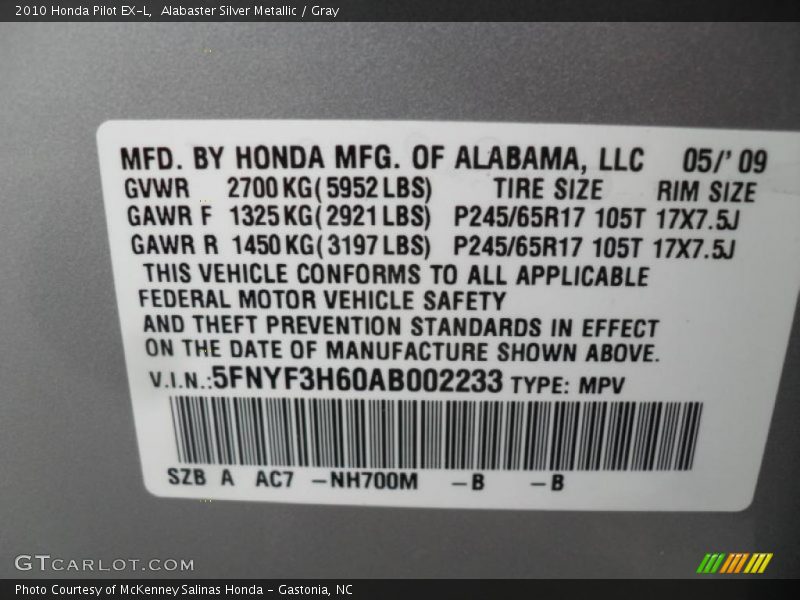 2010 Honda Pilot EX-L,  Alabaster Silver Metallic / Gray
MFD. BY HONDA MFG. OF ALABAMA, LLC 05/' 09
GVWR 2700 KG( 5952 LBS) TIRE SIZE RIM SIZE
GAWR F 1325 KG( 2921 LBS) P245/65R17 105T 17X7.5J
GAWR R 1450 KG( 3197 LBS) P245/65R17 105T 17X7.5J
THIS VEHICLE CONFORMS TO ALL APPLICABLE
FEDERAL MOTOR VEHICLE SAFETY
AND THEFT PREVENTION STANDARDS IN EFFECT
ON THE DATE OF MANUFACTURE SHOWN ABOVE.
V.I.N.:5FNYF3H60AB002233 TYPE: MPV
SZB A AC7 -NH700M -B -B
GTCARLOT.COM
Photo Courtesy of McKenney Salinas Honda - Gastonia, NC